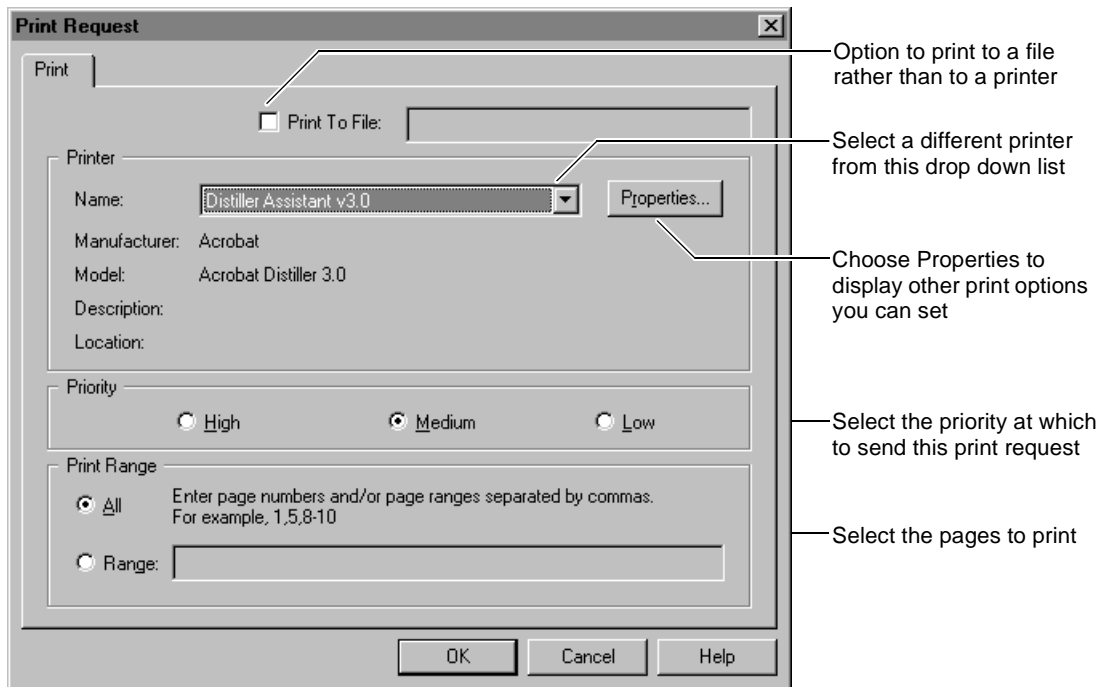 Print Request
Print
Option to print to a file
rather than to a printer
Print To File:
Select a different printer
from this drop down list
Printer
Name:
Distiller Assistant v3.0
Properties...
Manufacturer: Acrobat
Model: Acrobat Distiller 3.0
Description:
Location:
Choose Properties to
display other print options
you can set
Priority
High Medium Low
Select the priority at which
to send this print request
Print Range
All
Enter page numbers and/or page ranges separated by commas.
For example, 1,5,8-10
Range:
Select the pages to print
OK Cancel Help